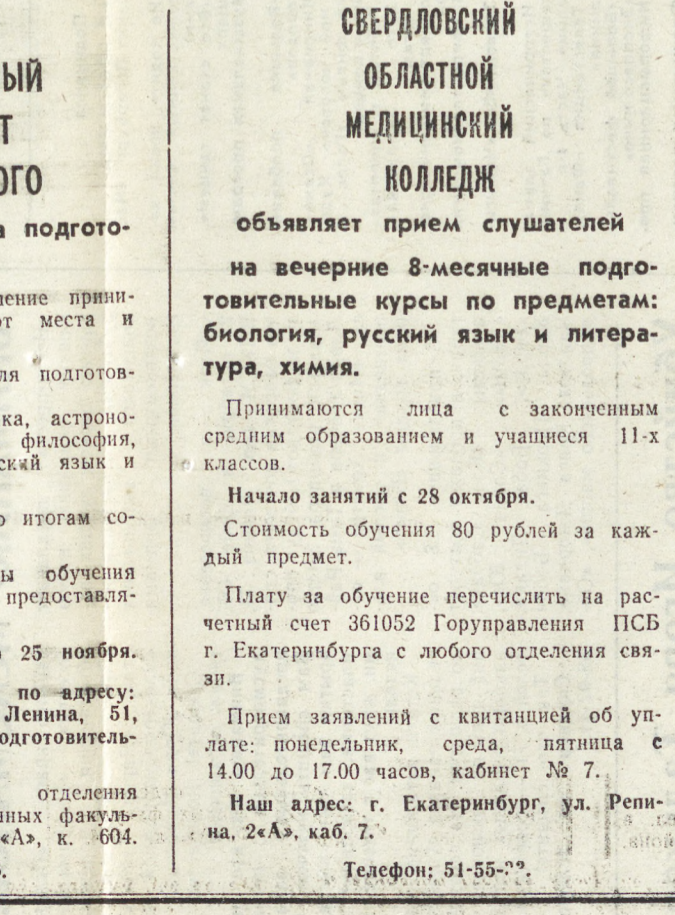 ЫЙ
Т
ОГО
подгото-
ление прини-
от места и
ля подготов-
ка, астроно-
философия,
ский язык и
о итогам со-
ы обучения
предоставля-
25 ноября.
по адресу:
Ленина, 51,
одготовитель-
отделения
нных факуль-
«А», к. 604.
СВЕРДЛОВСКИЙ
ОБЛАСТНОЙ
МЕДИЦИНСКИЙ
КОЛЛЕДЖ
объявляет прием слушателей
на вечерние 8-месячные подго-
товительные курсы по предметам:
биология, русский язык и литера-
тура, химия.
Принимаются лица с законченным
средним образованием и учащиеся 11-х
классов.
Начало занятий с 28 октября.
Стоимость обучения 80 рублей за каж-
дый предмет.
Плату за обучение перечислить на рас-
четный счет 361052 Горуправления ПСБ
г. Екатеринбурга с любого отделения свя-
зи.
Прием заявлений с квитанцией об уп-
лате: понедельник, среда, пятница с
14.00 до 17.00 часов, кабинет № 7.
Наш адрес: г. Екатеринбург, ул. Репи-
на, 2«А», каб. 7.
Телефон: 51-55-